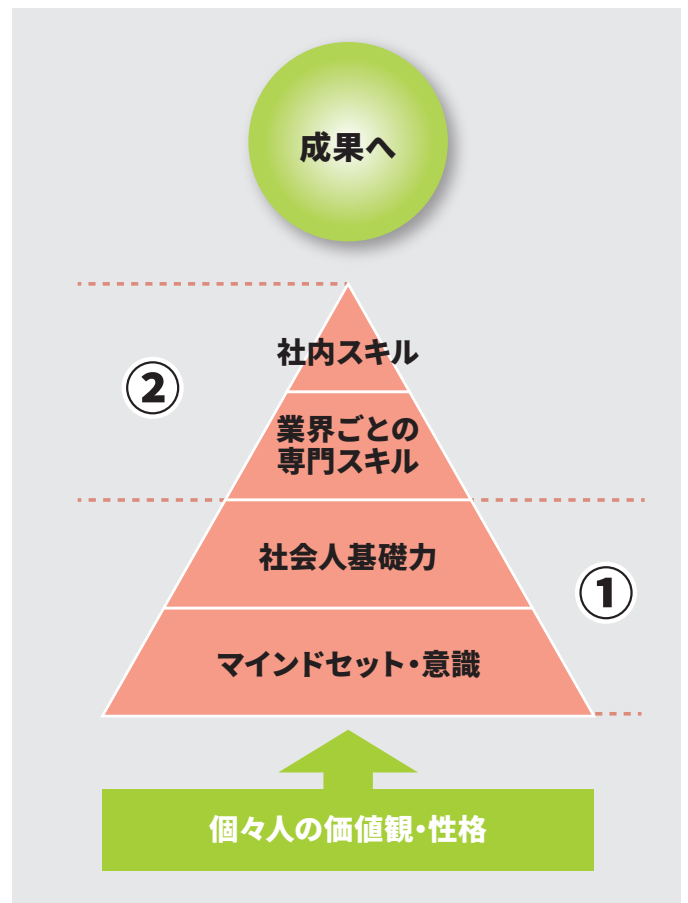 成果へ
社内スキル
②
業界ごとの
専門スキル
社会人基礎力
①
マインドセット・意識
個々人の価値観・性格